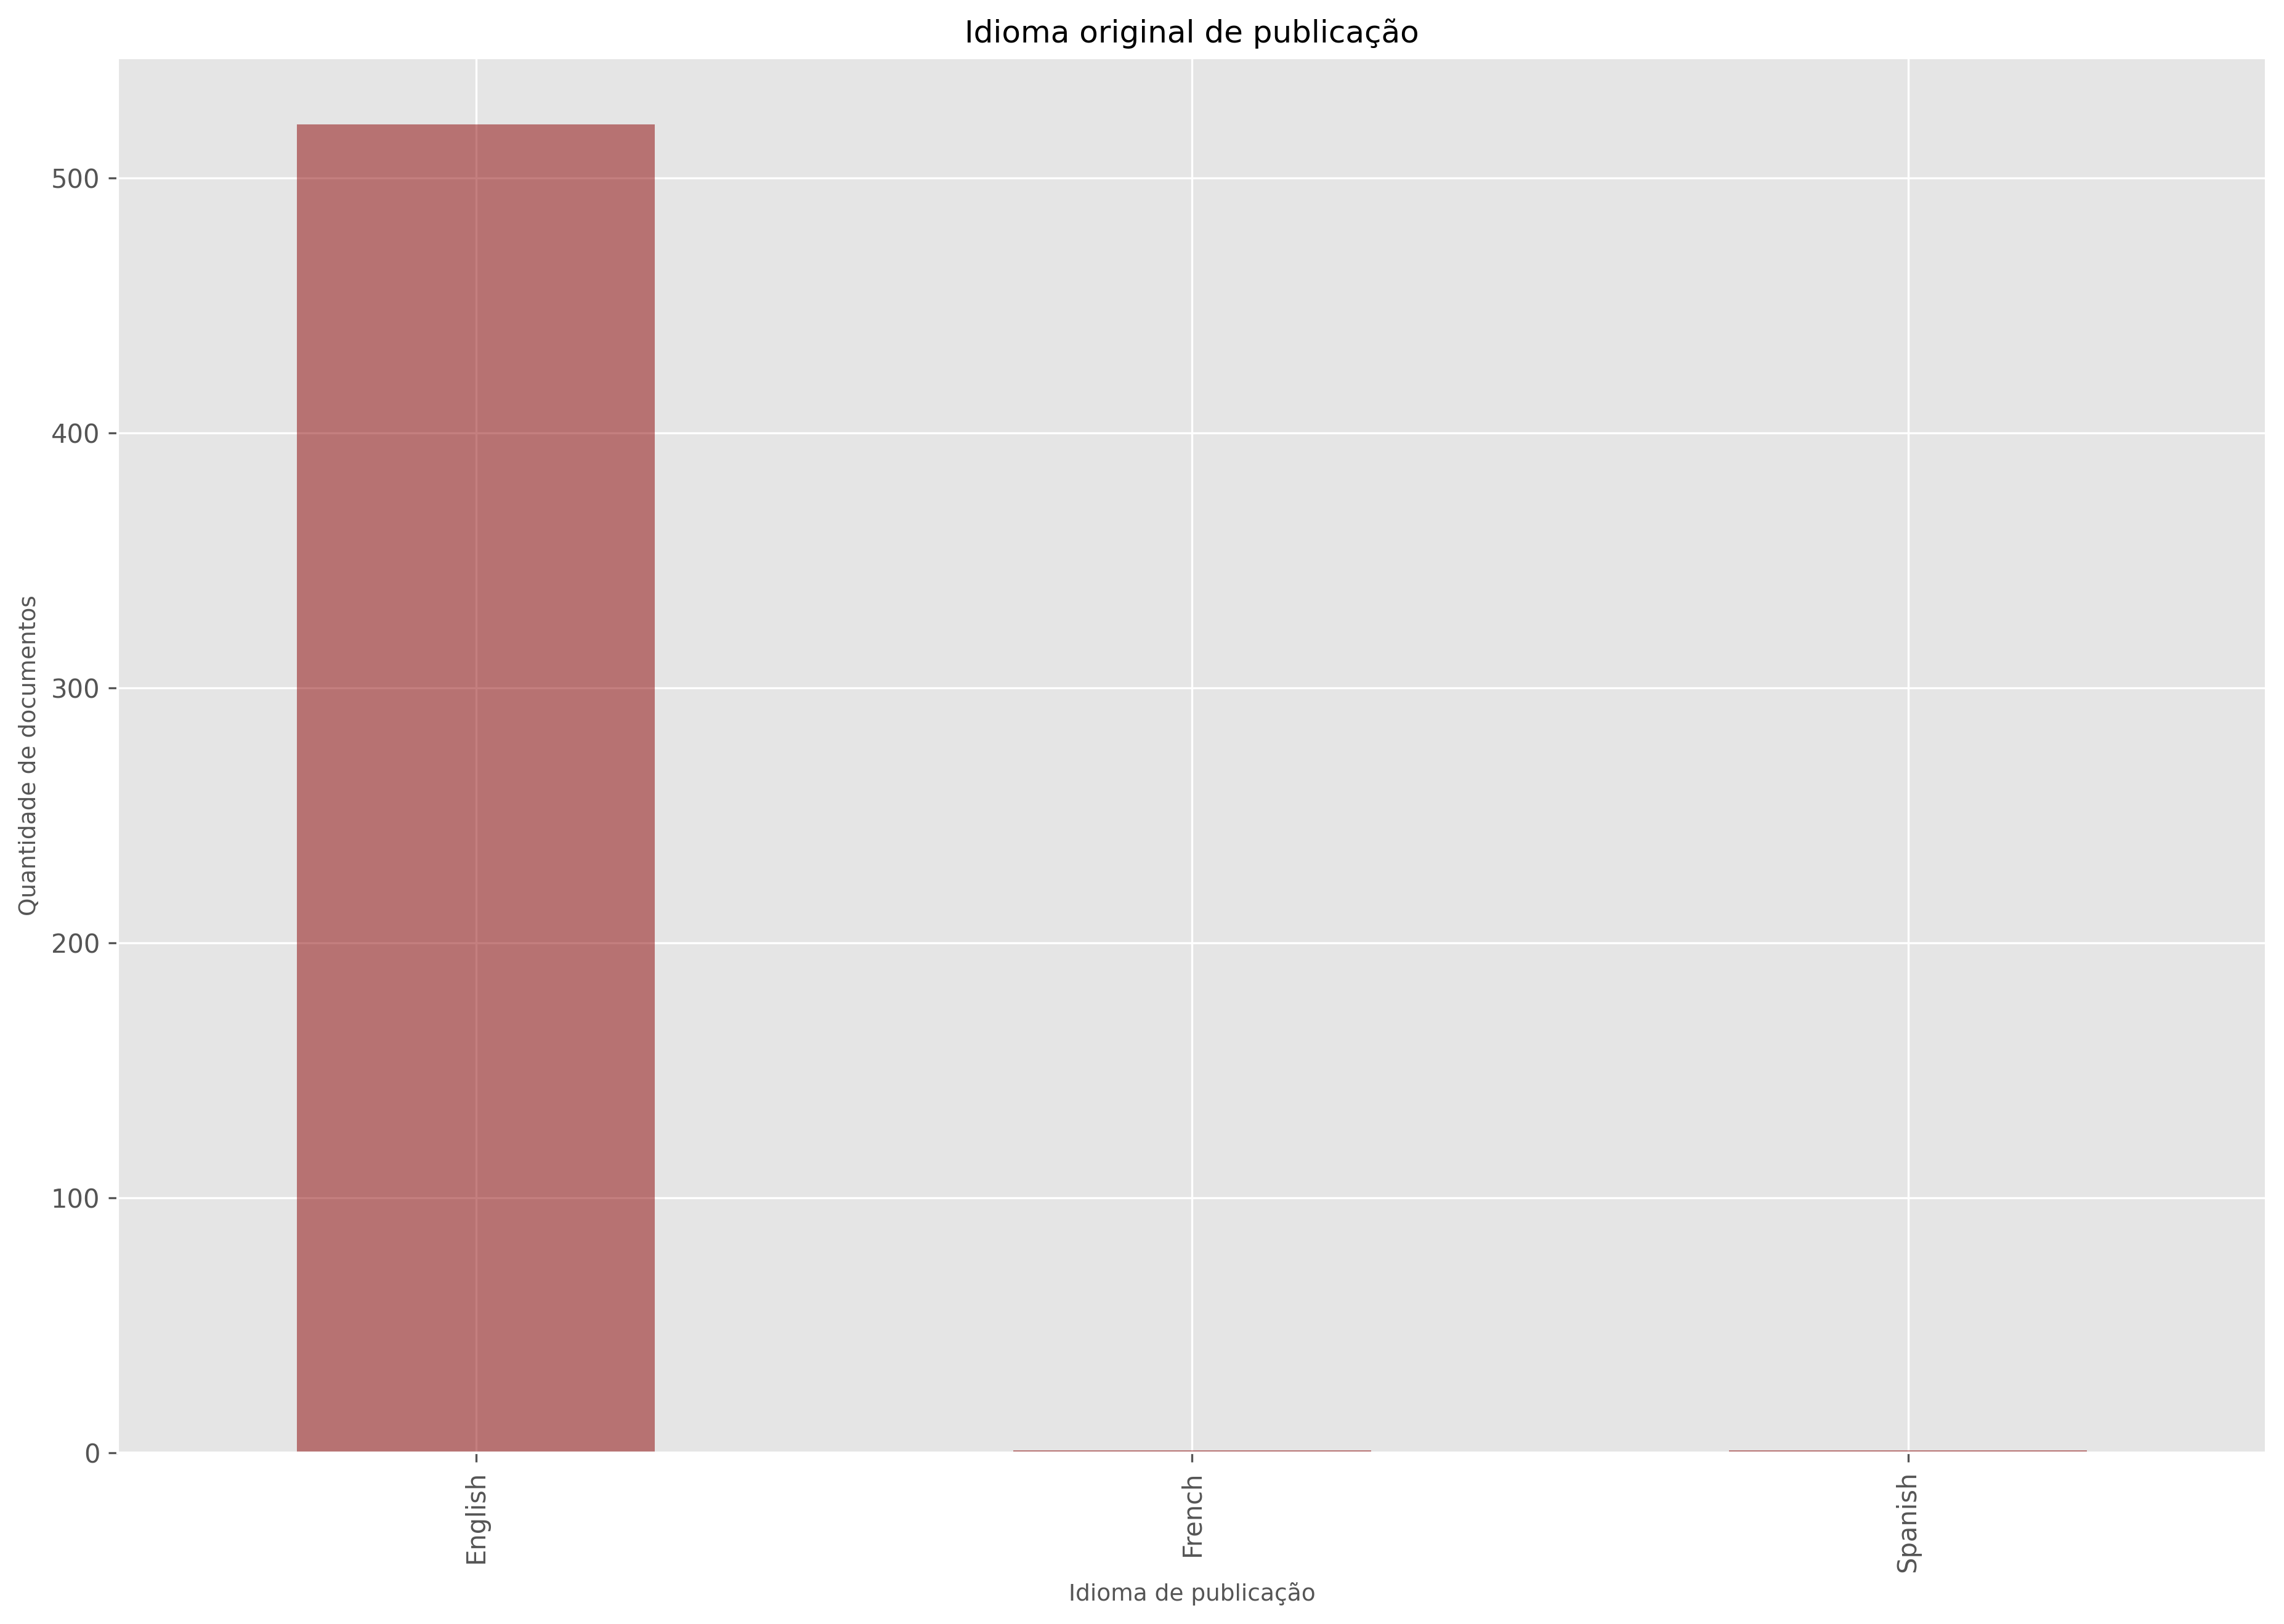 Idioma original de publicação
Quantidade de documentos
500
400
300
200
100
0
English
French
Spanish
Idioma de publicação